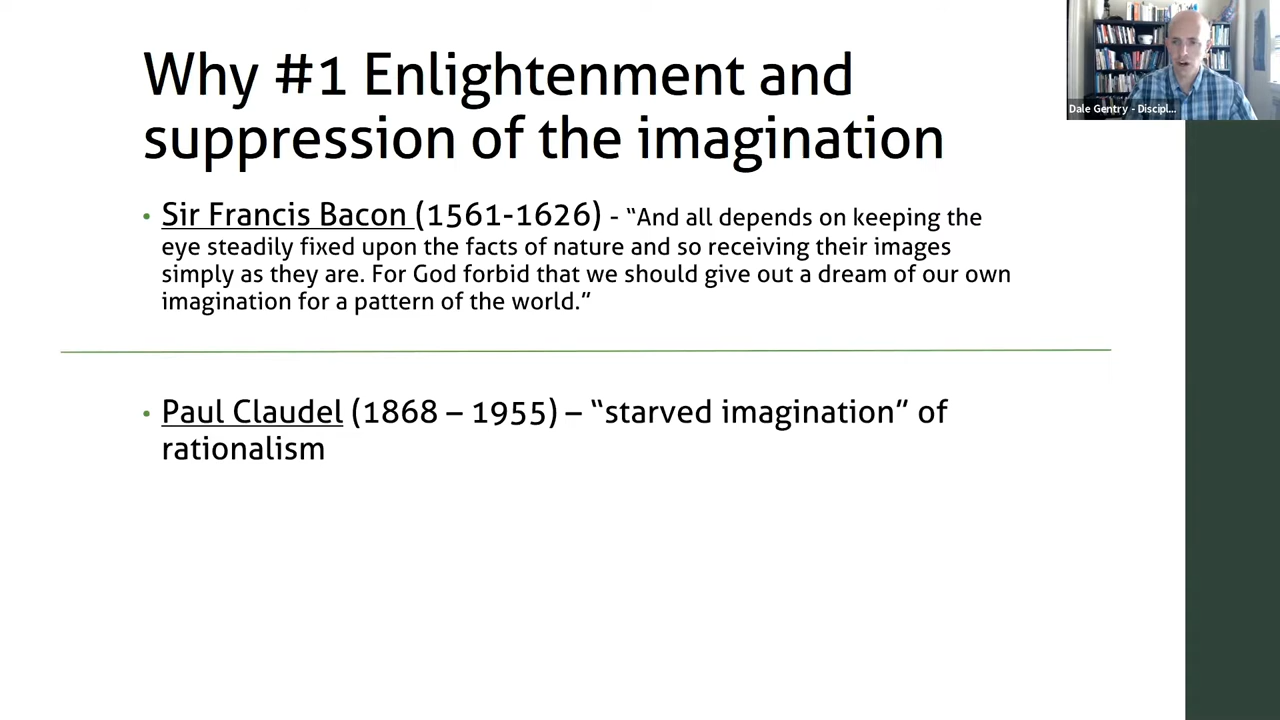 Why #1 Enlightenment and
suppression of the imagination
• Sir Francis Bacon (1561-1626) - “And all depends on keeping the
eye steadily fixed upon the facts of nature and so receiving their images
simply as they are. For God forbid that we should give out a dream of our own
imagination for a pattern of the world.”
• Paul Claudel (1868 – 1955) – “starved imagination” of
rationalism
Dale Gentry - Discipl...